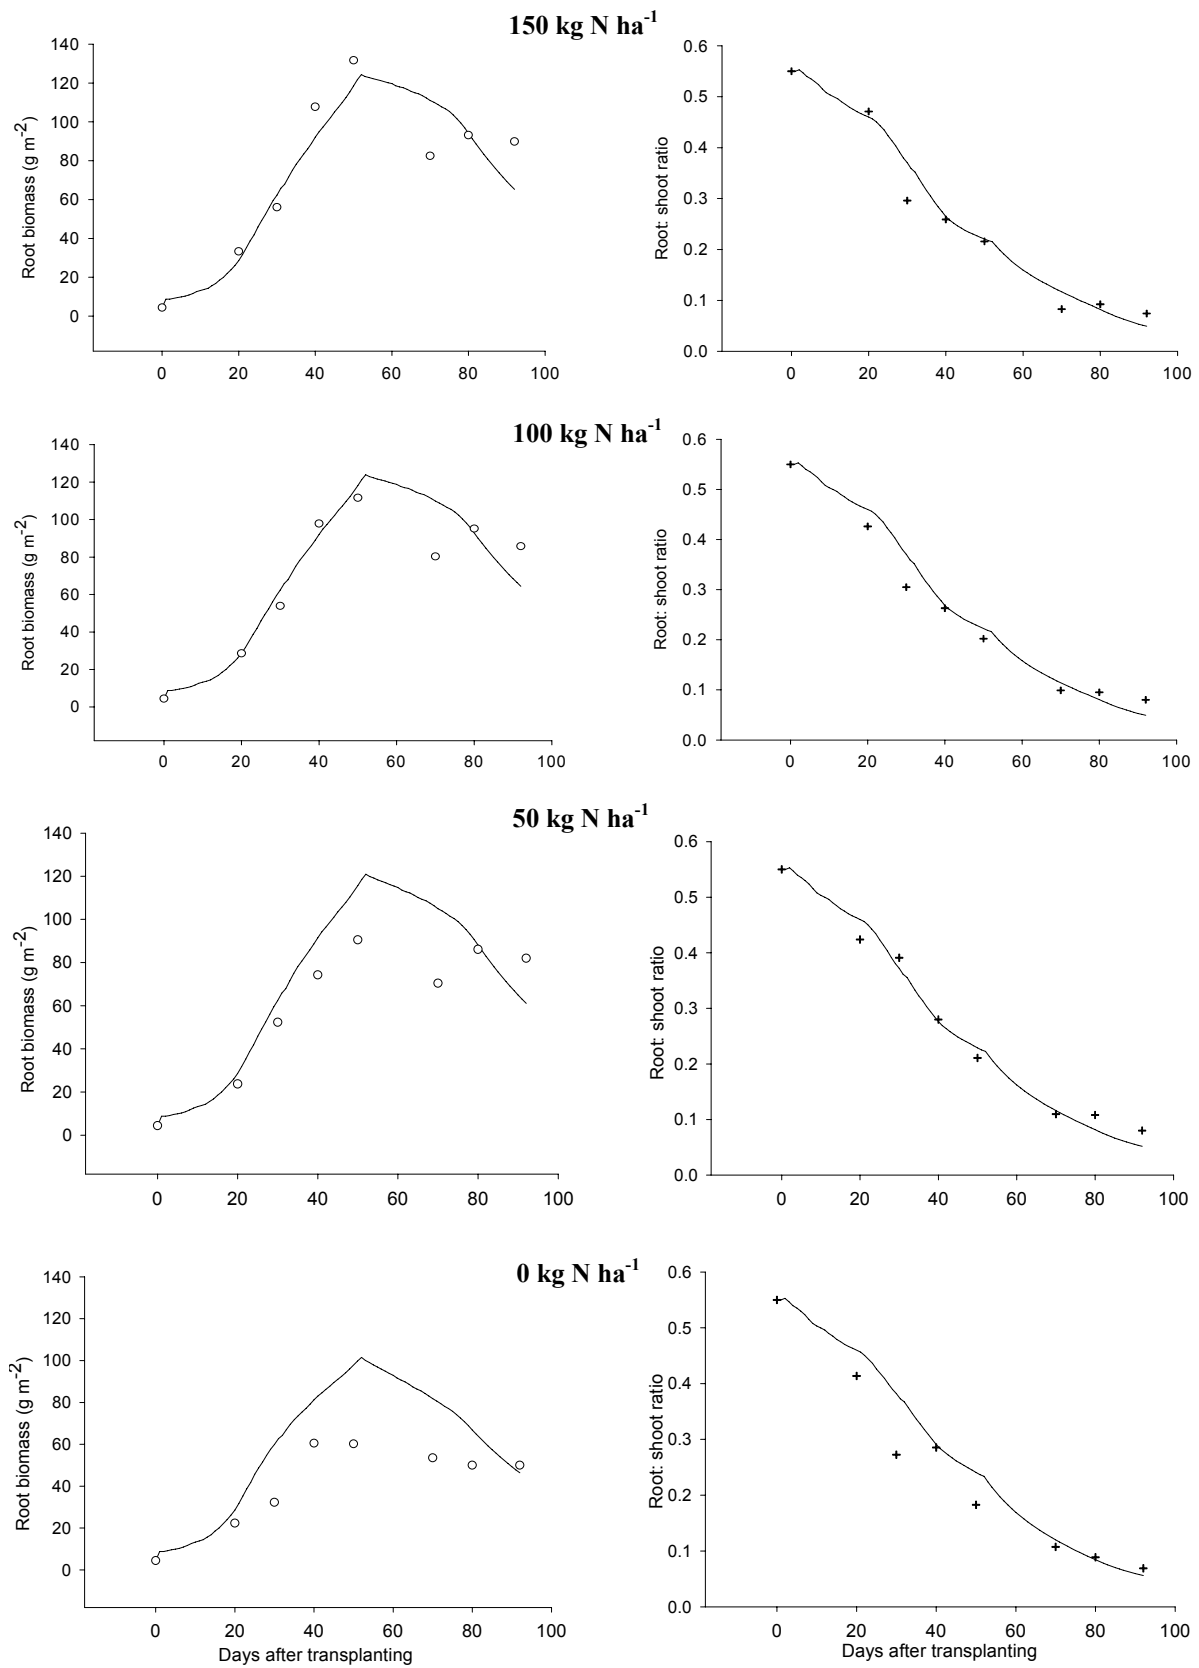 150 kg N ha⁻¹
140
120
100
80
60
40
20
0
Root biomass (g m⁻²)
0 20 40 60 80 100
0.6
0.5
0.4
0.3
0.2
0.1
0.0
Root: shoot ratio
0 20 40 60 80 100
100 kg N ha⁻¹
140
120
100
80
60
40
20
0
Root biomass (g m⁻²)
0 20 40 60 80 100
0.6
0.5
0.4
0.3
0.2
0.1
0.0
Root: shoot ratio
0 20 40 60 80 100
50 kg N ha⁻¹
140
120
100
80
60
40
20
0
Root biomass (g m⁻²)
0 20 40 60 80 100
0.6
0.5
0.4
0.3
0.2
0.1
0.0
Root: shoot ratio
0 20 40 60 80 100
0 kg N ha⁻¹
140
120
100
80
60
40
20
0
Root biomass (g m⁻²)
0 20 40 60 80 100
Days after transplanting
0.6
0.5
0.4
0.3
0.2
0.1
0.0
Root: shoot ratio
0 20 40 60 80 100
Days after transplanting